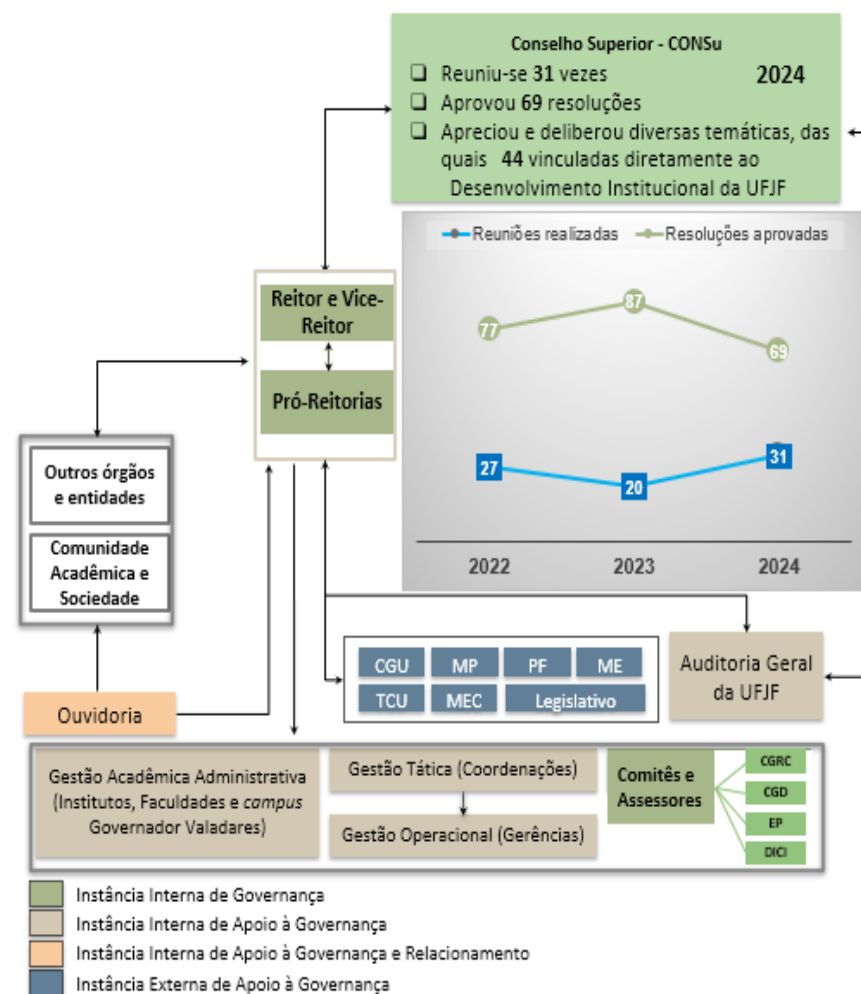 Conselho Superior - CONSu
❑ Reuniu-se 31 vezes
2024
❑ Aprovou 69 resoluções
❑ Apreciou e deliberou diversas temáticas, das
quais 44 vinculadas diretamente ao
Desenvolvimento Institucional da UFJF
Reuniões realizadas
Resoluções aprovadas
77
87
69
27
20
31
2022
2023
2024
Reitor e Vice-
Reitor
Pró-Reitorias
Outros órgãos
e entidades
Comunidade
Acadêmica e
Sociedade
Ouvidoria
CGU
MP
PF
ME
TCU
MEC
Legislativo
Auditoria Geral
da UFJF
Gestão Acadêmica Administrativa
(Institutos, Faculdades e campus
Governador Valadares)
Gestão Tática (Coordenações)
Gestão Operacional (Gerências)
Comitês e
Assessores
CGRC
CGD
EP
DICI
Instância Interna de Governança
Instância Interna de Apoio à Governança
Instância Interna de Apoio à Governança e Relacionamento
Instância Externa de Apoio à Governança